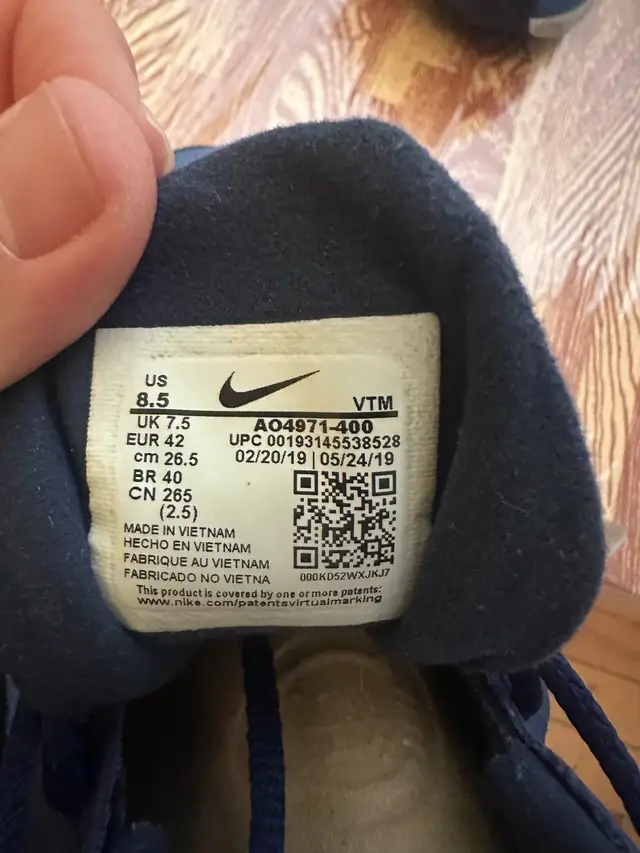 US
8.5
VTM
UK 7.5
AO4971-400
EUR 42
UPC 00193145538528
cm 26.5
02/20/19 | 05/24/19
BR 40
CN 265
(2.5)
MADE IN VIETNAM
HECHO EN VIETNAM
FABRIQUE AU VIETNAM
FABRICADO NO VIETNA
000KD52WXJKJ7
This product is covered by one or more patents:
www.nike.com/patentsvirtualmarking